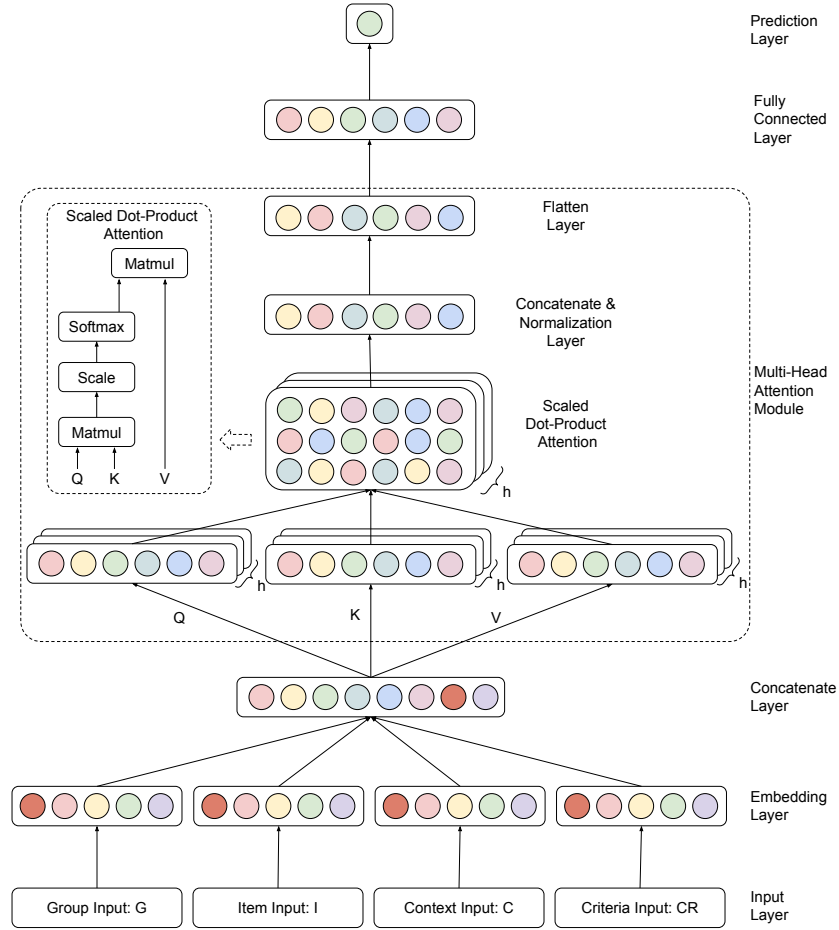 Prediction
Layer
Fully
Connected
Layer
Scaled Dot-Product
Attention
Matmul
Softmax
Scale
Matmul
Q K V
Flatten
Layer
Concatenate &
Normalization
Layer
Scaled
Dot-Product
Attention
Multi-Head
Attention
Module
h
h
h
h
Q
K
V
Concatenate
Layer
Embedding
Layer
Group Input: G
Item Input: I
Context Input: C
Criteria Input: CR
Input
Layer